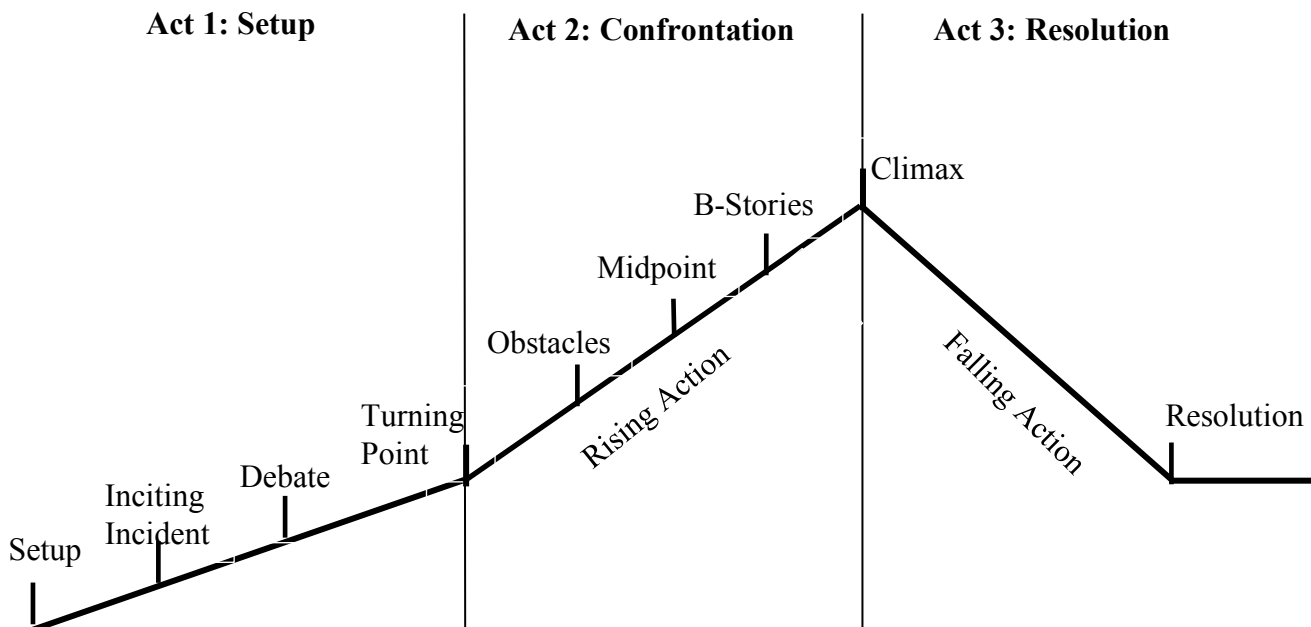 Act 1: Setup
Act 2: Confrontation
Act 3: Resolution
Climax
B-Stories
Midpoint
Obstacles
Rising Action
Falling Action
Turning
Point
Resolution
Debate
Inciting
Incident
Setup